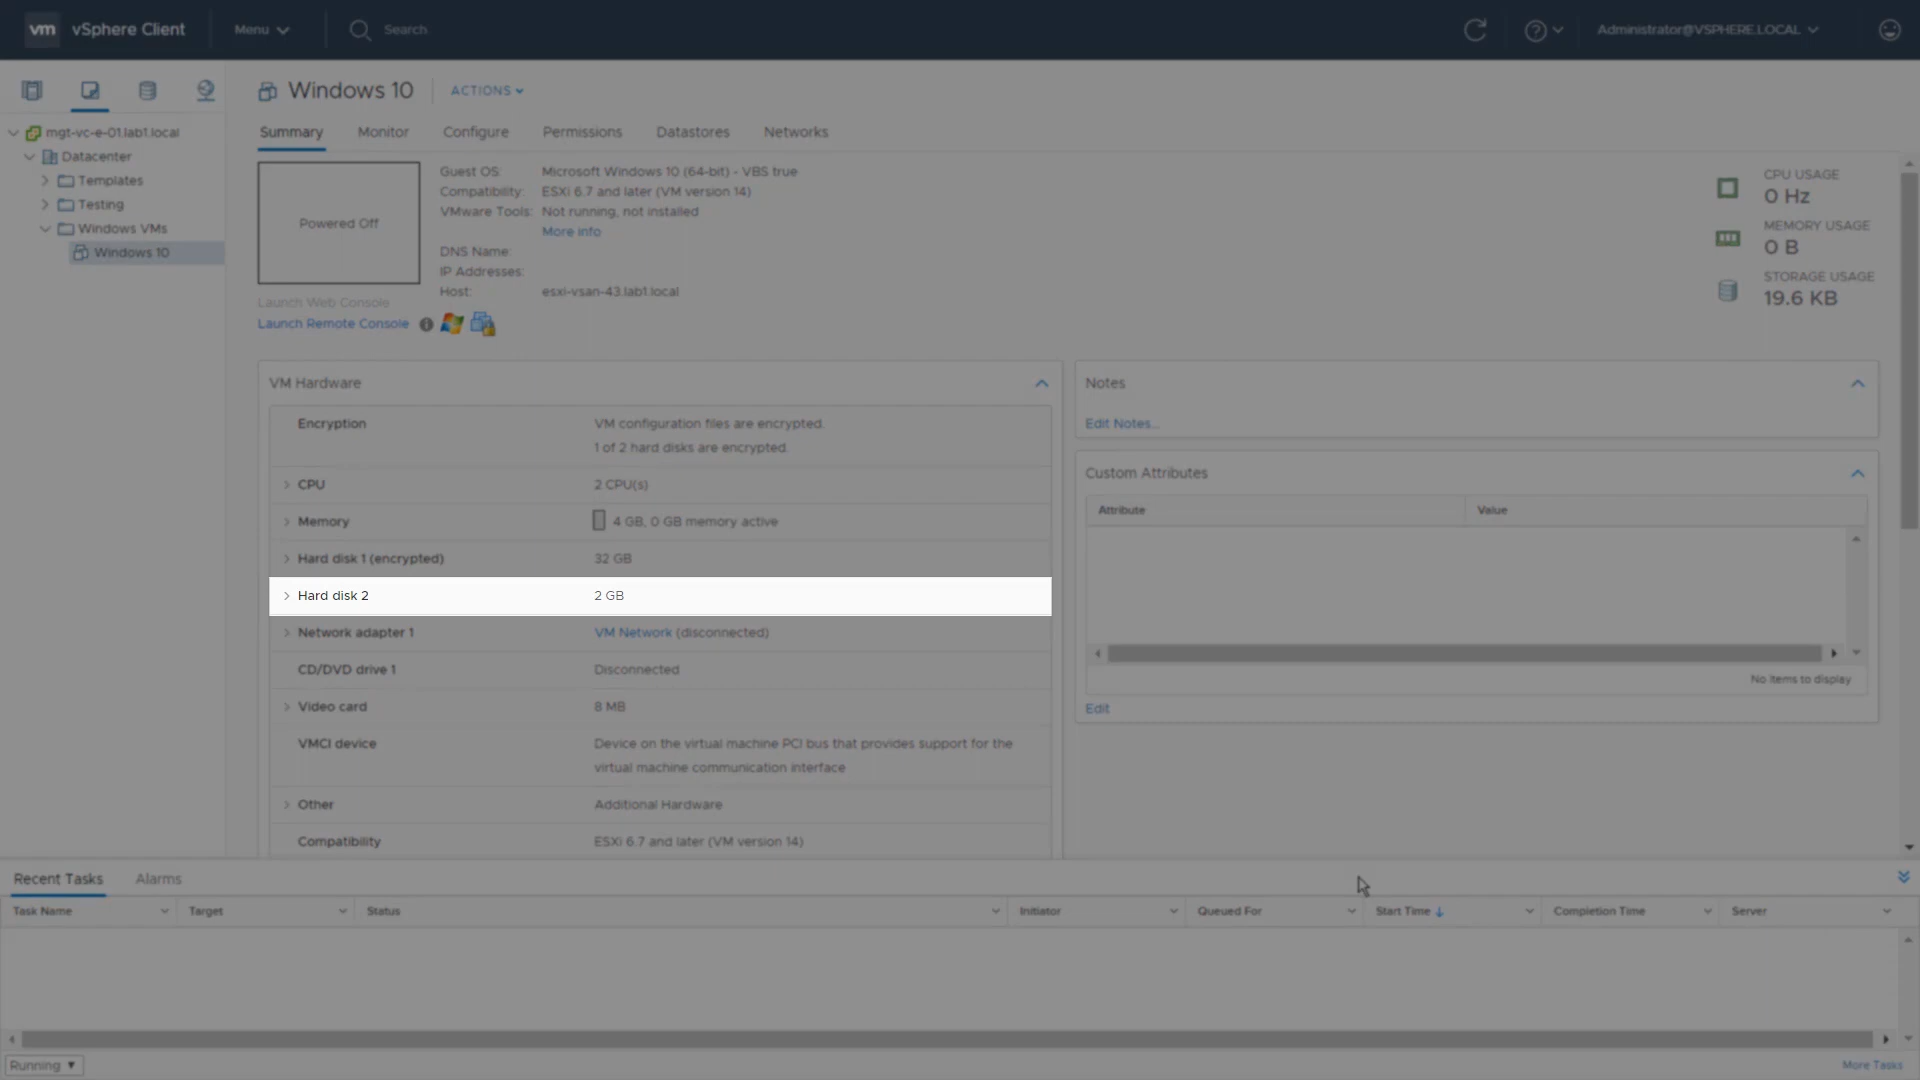 vm vSphere Client Menu Search Administrator@VSPHERE.LOCAL
mgt-vc-e-01.lab1.local
Datacenter
Templates
Testing
Windows VMs
Windows 10
Windows 10 ACTIONS
Summary Monitor Configure Permissions Datastores Networks
Powered Off
Launch Web Console
Launch Remote Console
Guest OS: Microsoft Windows 10 (64-bit) - VBS true
Compatibility: ESXi 6.7 and later (VM version 14)
VMware Tools: Not running, not installed
More info
DNS Name:
IP Addresses:
Host: esxi-vsan-43.lab1.local
CPU USAGE
0 Hz
MEMORY USAGE
0 B
STORAGE USAGE
19.6 KB
VM Hardware
Encryption VM configuration files are encrypted.
1 of 2 hard disks are encrypted.
CPU 2 CPU(s)
Memory 4 GB, 0 GB memory active
Hard disk 1 (encrypted) 32 GB
Hard disk 2 2 GB
Network adapter 1 VM Network (disconnected)
CD/DVD drive 1 Disconnected
Video card 8 MB
VMCI device Device on the virtual machine PCI bus that provides support for the
virtual machine communication interface
Other Additional Hardware
Compatibility ESXi 6.7 and later (VM version 14)
Notes
Edit Notes...
Custom Attributes
Attribute Value
No items to display
Edit
Recent Tasks Alarms
Task Name Target Status Initiator Queued For Start Time Completion Time Server
Running
More Tasks